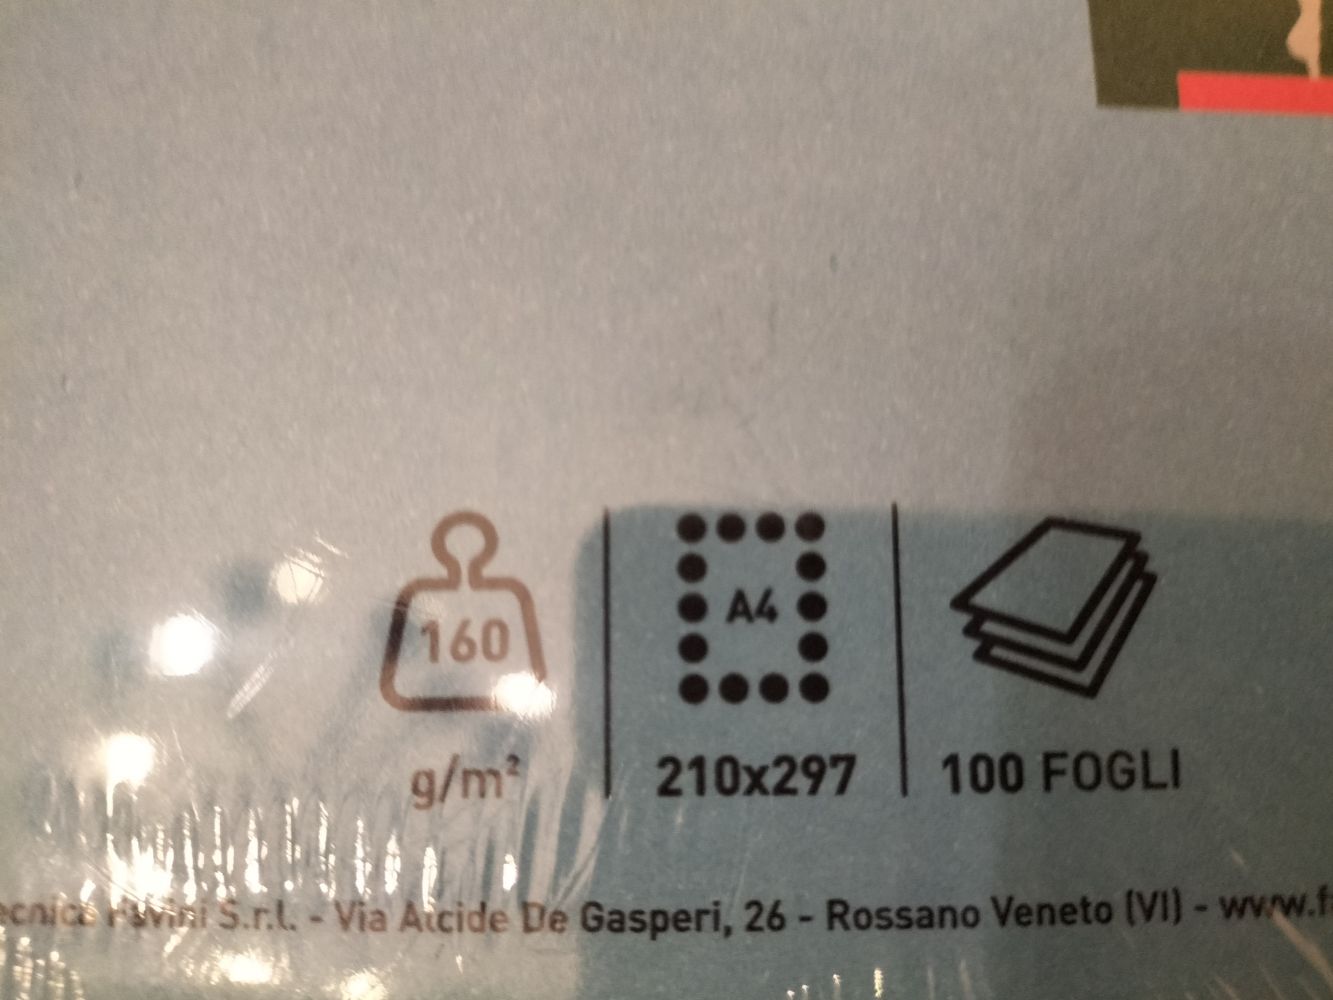 160
g/m²
A4
210x297
100 FOGLI
S.r.l. - Via Alcide De Gasperi, 26 - Rossano Veneto (VI) - www.f